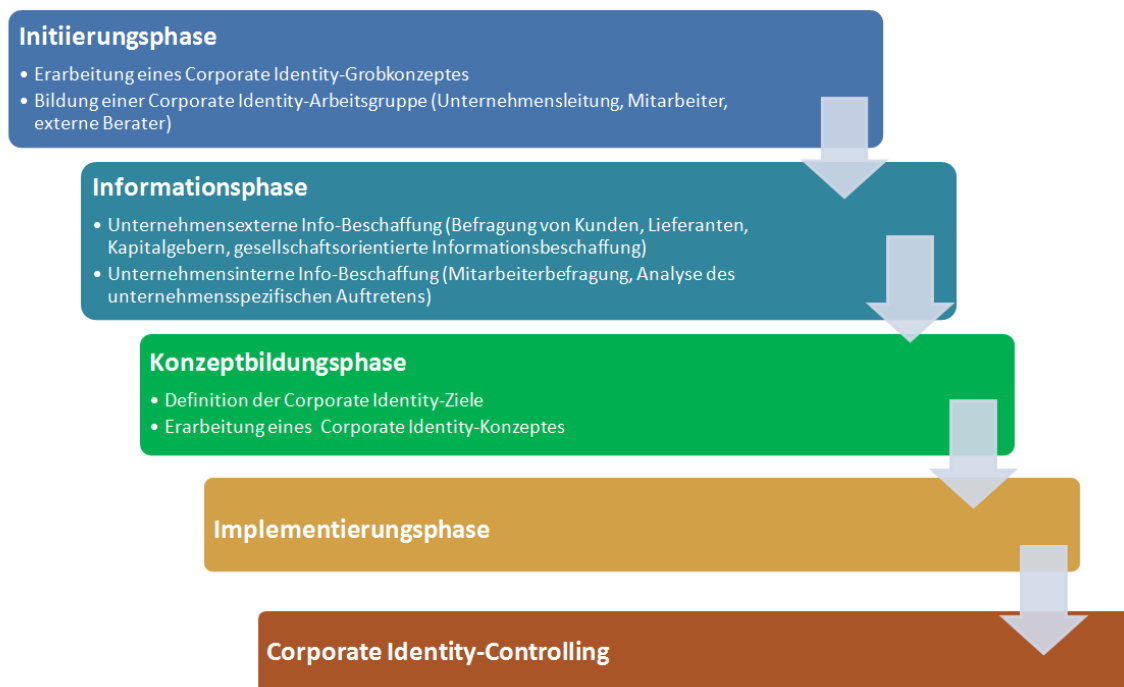 Initiierungsphase
• Erarbeitung eines Corporate Identity-Grobkonzeptes
• Bildung einer Corporate Identity-Arbeitsgruppe (Unternehmensleitung, Mitarbeiter,
externe Berater)
Informationsphase
• Unternehmensexterne Info-Beschaffung (Befragung von Kunden, Lieferanten,
Kapitalgebern, gesellschaftsorientierte Informationsbeschaffung)
• Unternehmensinterne Info-Beschaffung (Mitarbeiterbefragung, Analyse des
unternehmensspezifischen Auftretens)
Konzeptbildungsphase
• Definition der Corporate Identity-Ziele
• Erarbeitung eines Corporate Identity-Konzeptes
Implementierungsphase
Corporate Identity-Controlling